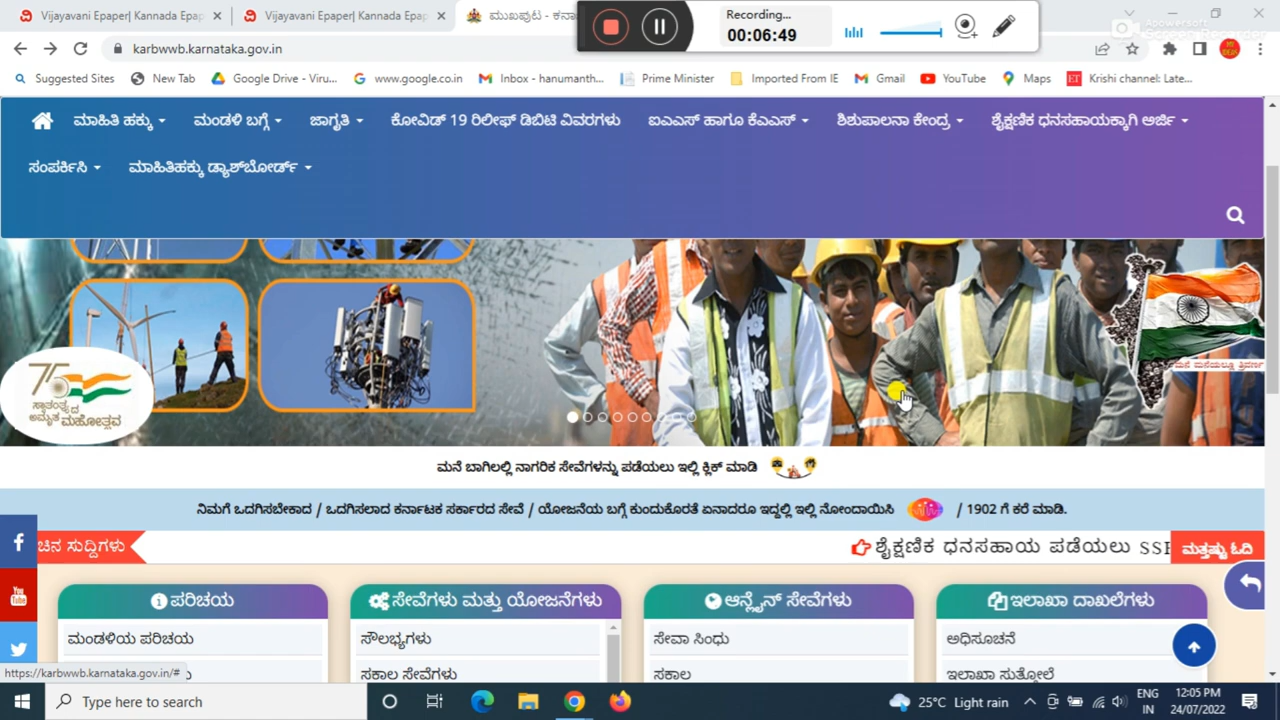 Vijayavani Epaper| Kannada Epap
Vijayavani Epaper| Kannada Epap
ಮುಖಪುಟ - ಕರ್ನಾ
Recording...
00:06:49
Apowersoft
Screen Recorder
karbwwb.karnataka.gov.in
Suggested Sites
New Tab
Google Drive - Viru...
www.google.co.in
Inbox - hanumanth...
Prime Minister
Imported From IE
Gmail
YouTube
Maps
Krishi channel: Late...
ಮಾಹಿತಿ ಹಕ್ಕು
ಮಂಡಳಿ ಬಗ್ಗೆ
ಜಾಗೃತಿ
ಕೋವಿಡ್ 19 ರಿಲೀಫ್ ಡಿಬಿಟಿ ವಿವರಗಳು
ಐಎಎಸ್ ಹಾಗೂ ಕೆಎಎಸ್
ಶಿಶುಪಾಲನಾ ಕೇಂದ್ರ
ಶೈಕ್ಷಣಿಕ ಧನಸಹಾಯಕ್ಕಾಗಿ ಅರ್ಜಿ
ಸಂಪರ್ಕಿಸಿ
ಮಾಹಿತಿಹಕ್ಕು ಡ್ಯಾಶ್‌ಬೋರ್ಡ್
75
ಸ್ವಾತಂತ್ರ್ಯದ
ಅಮೃತ ಮಹೋತ್ಸವ
ಮನೆ ಬಾಗಿಲಲ್ಲಿ ನಾಗರಿಕ ಸೇವೆಗಳನ್ನು ಪಡೆಯಲು ಇಲ್ಲಿ ಕ್ಲಿಕ್ ಮಾಡಿ
ನಿಮಗೆ ಒದಗಿಸಬೇಕಾದ / ಒದಗಿಸಲಾದ ಕರ್ನಾಟಕ ಸರ್ಕಾರದ ಸೇವೆ / ಯೋಜನೆಯ ಬಗ್ಗೆ ಕುಂದುಕೊರತೆ ಏನಾದರೂ ಇದ್ದಲ್ಲಿ ಇಲ್ಲಿ ನೋಂದಾಯಿಸಿ / 1902 ಗೆ ಕರೆ ಮಾಡಿ.
ಚಿನ ಸುದ್ದಿಗಳು
ಶೈಕ್ಷಣಿಕ ಧನಸಹಾಯ ಪಡೆಯಲು SSP
ಮತ್ತಷ್ಟು ಓದಿ
ಪರಿಚಯ
ಸೇವೆಗಳು ಮತ್ತು ಯೋಜನೆಗಳು
ಆನ್ಲೈನ್ ಸೇವೆಗಳು
ಇಲಾಖಾ ದಾಖಲೆಗಳು
ಮಂಡಳಿಯ ಪರಿಚಯ
ಸೌಲಭ್ಯಗಳು
ಸೇವಾ ಸಿಂಧು
ಅಧಿಸೂಚನೆ
ಸಕಾಲ ಸೇವೆಗಳು
ಸಕಾಲ
ಇಲಾಖಾ ಸುತ್ತೋಲೆ
https://karbwwb.karnataka.gov.in/#
Type here to search
25°C Light rain
ENG
IN
12:05 PM
24/07/2022